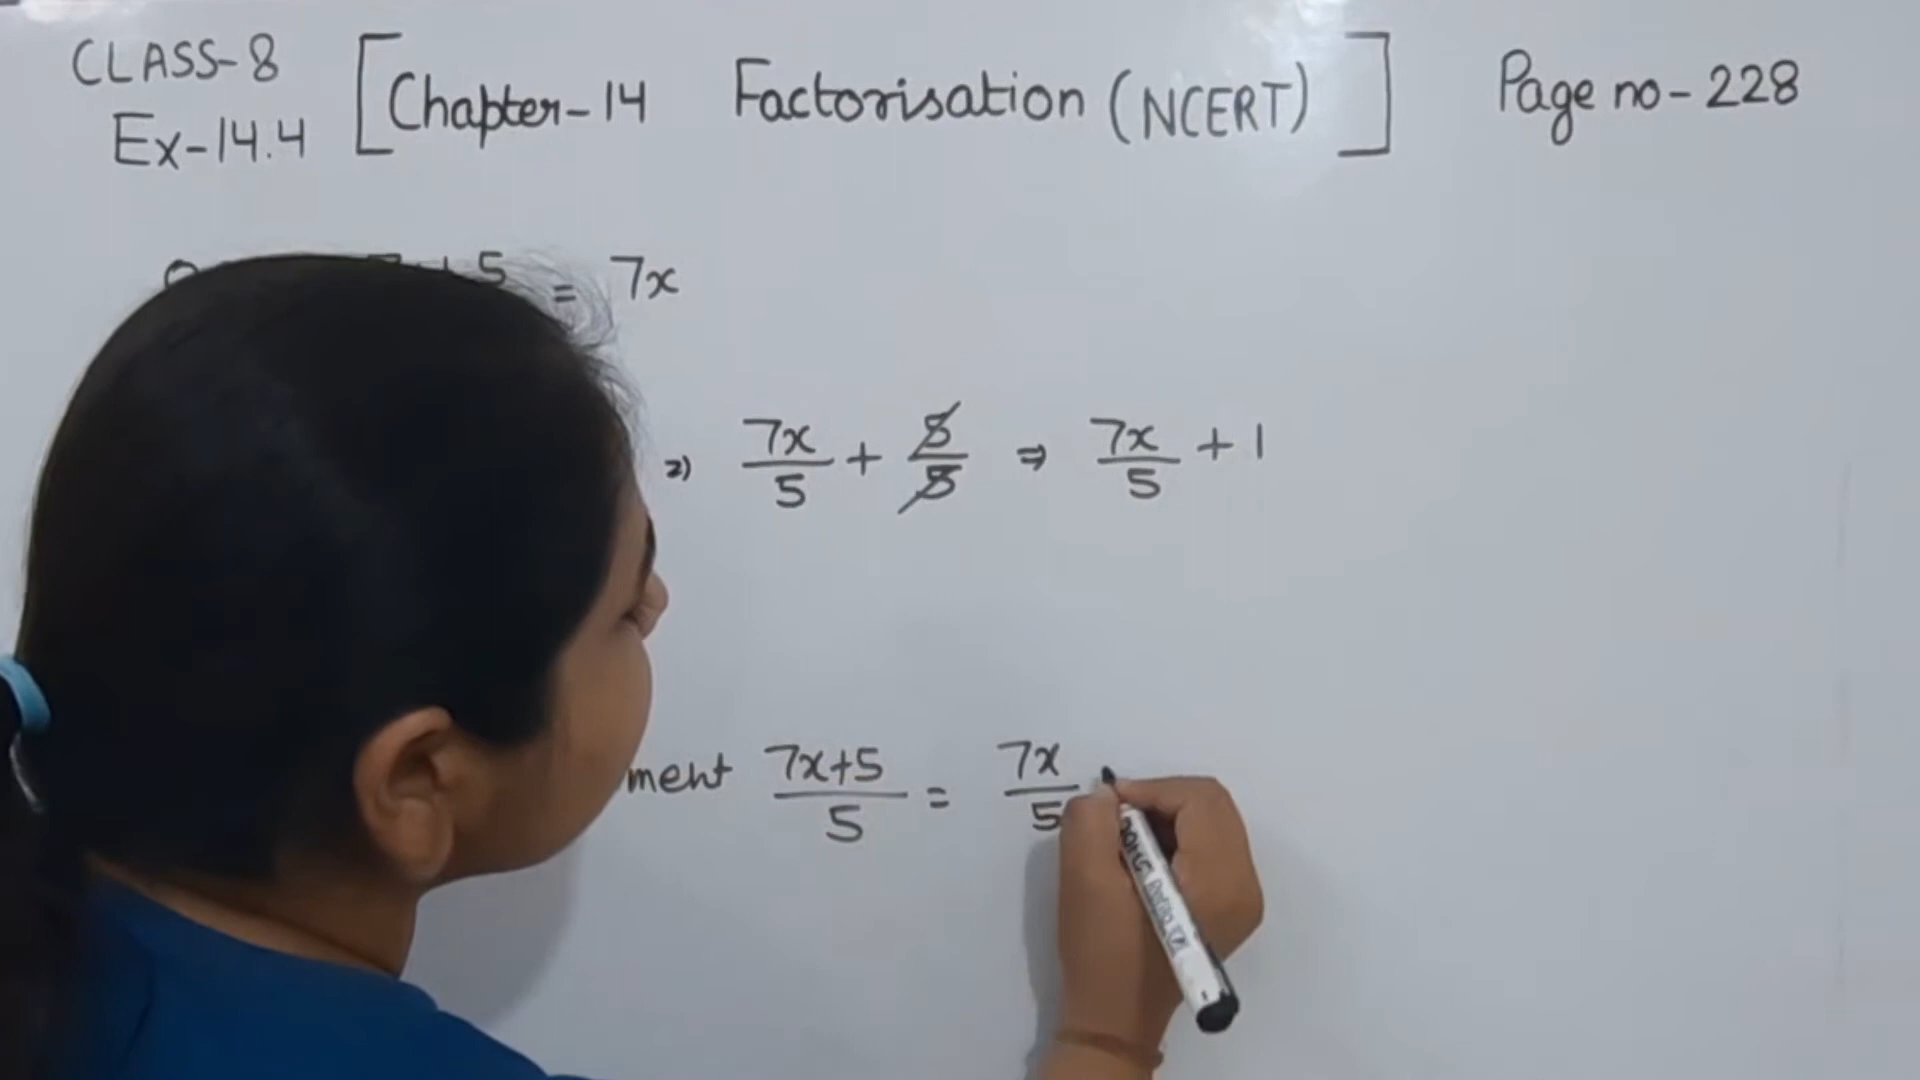 CLASS-8 [Chapter-14 Factorisation (NCERT)] Page no-228
Ex-14.4
5 = 7x
⇒ 7x/5 + 5/5 ⇒ 7x/5 + 1
ment 7x+5/5 = 7x/5